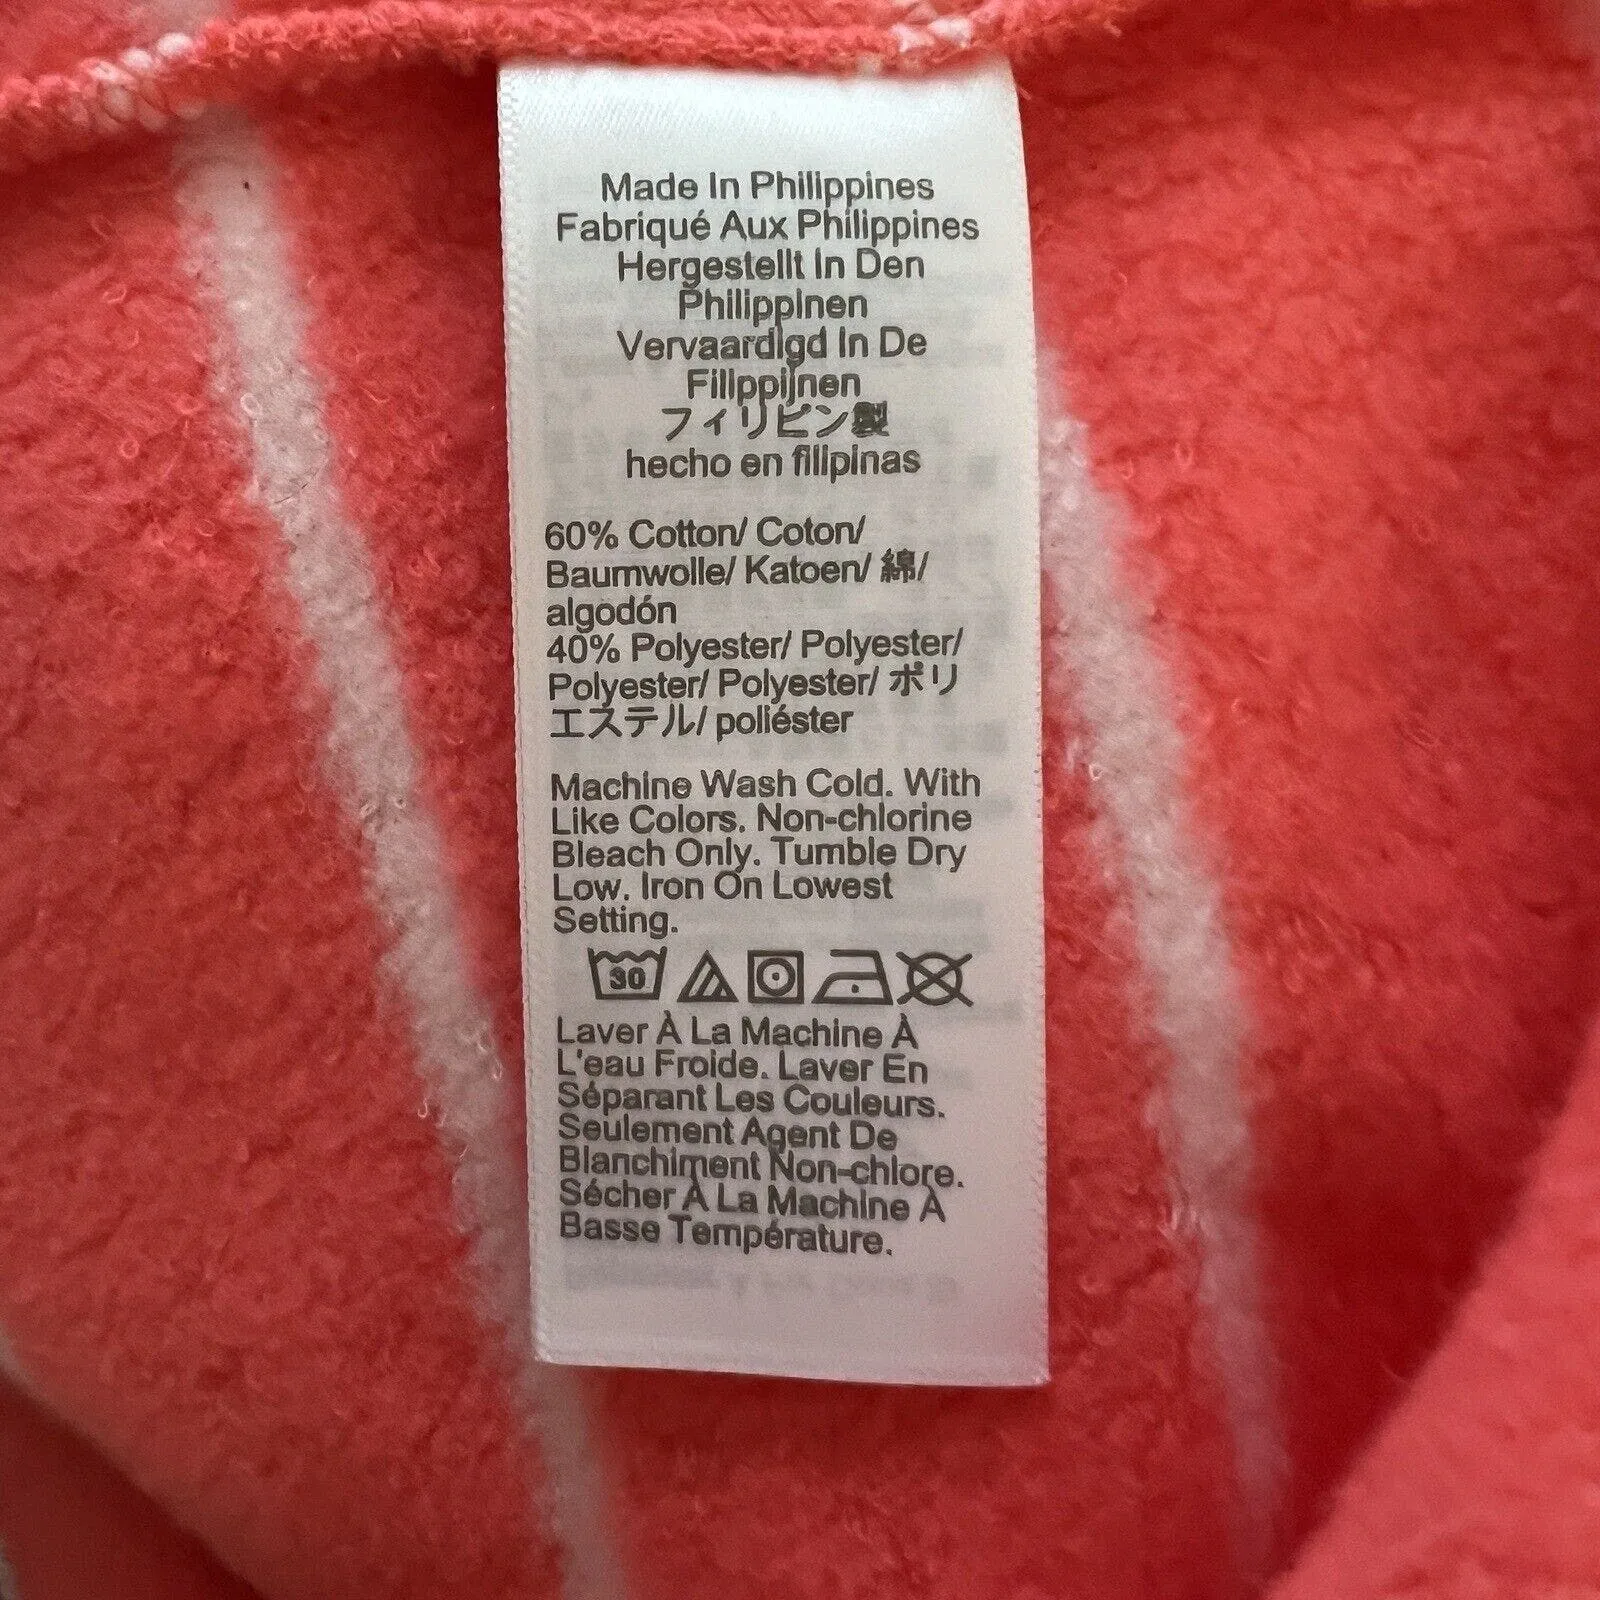 Made In Philippines
Fabriqué Aux Philippines
Hergestellt In Den
Philippinen
Vervaardigd In De
Filippijnen
フィリピン製
hecho en filipinas
60% Cotton/ Coton/
Baumwolle/ Katoen/ 綿/
algodón
40% Polyester/ Polyester/
Polyester/ Polyester/ ポリ
エステル/ poliéster
Machine Wash Cold. With
Like Colors. Non-chlorine
Bleach Only. Tumble Dry
Low. Iron On Lowest
Setting.
30
Laver À La Machine À
L'eau Froide. Laver En
Séparant Les Couleurs.
Seulement Agent De
Blanchiment Non-chlore.
Sécher À La Machine À
Basse Température.